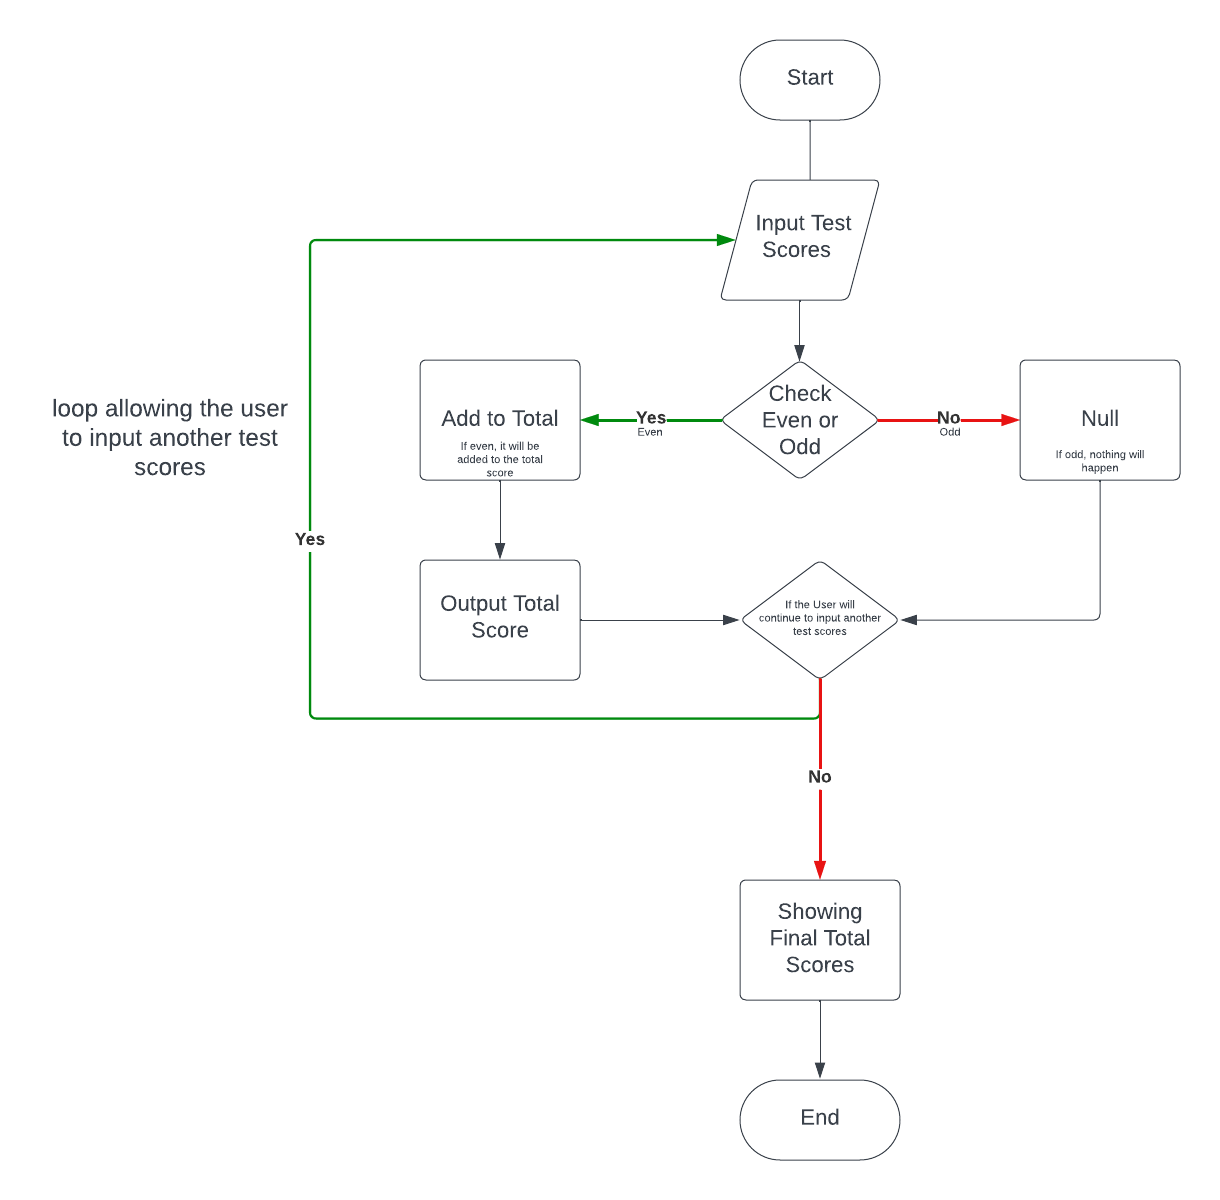 Start
Input Test
Scores
Check
Even or
Odd
Yes
Even
No
Odd
Add to Total
If even, it will be
added to the total
score
Null
If odd, nothing will
happen
loop allowing the user
to input another test
scores
Yes
Output Total
Score
If the User will
continue to input another
test scores
No
Showing
Final Total
Scores
End